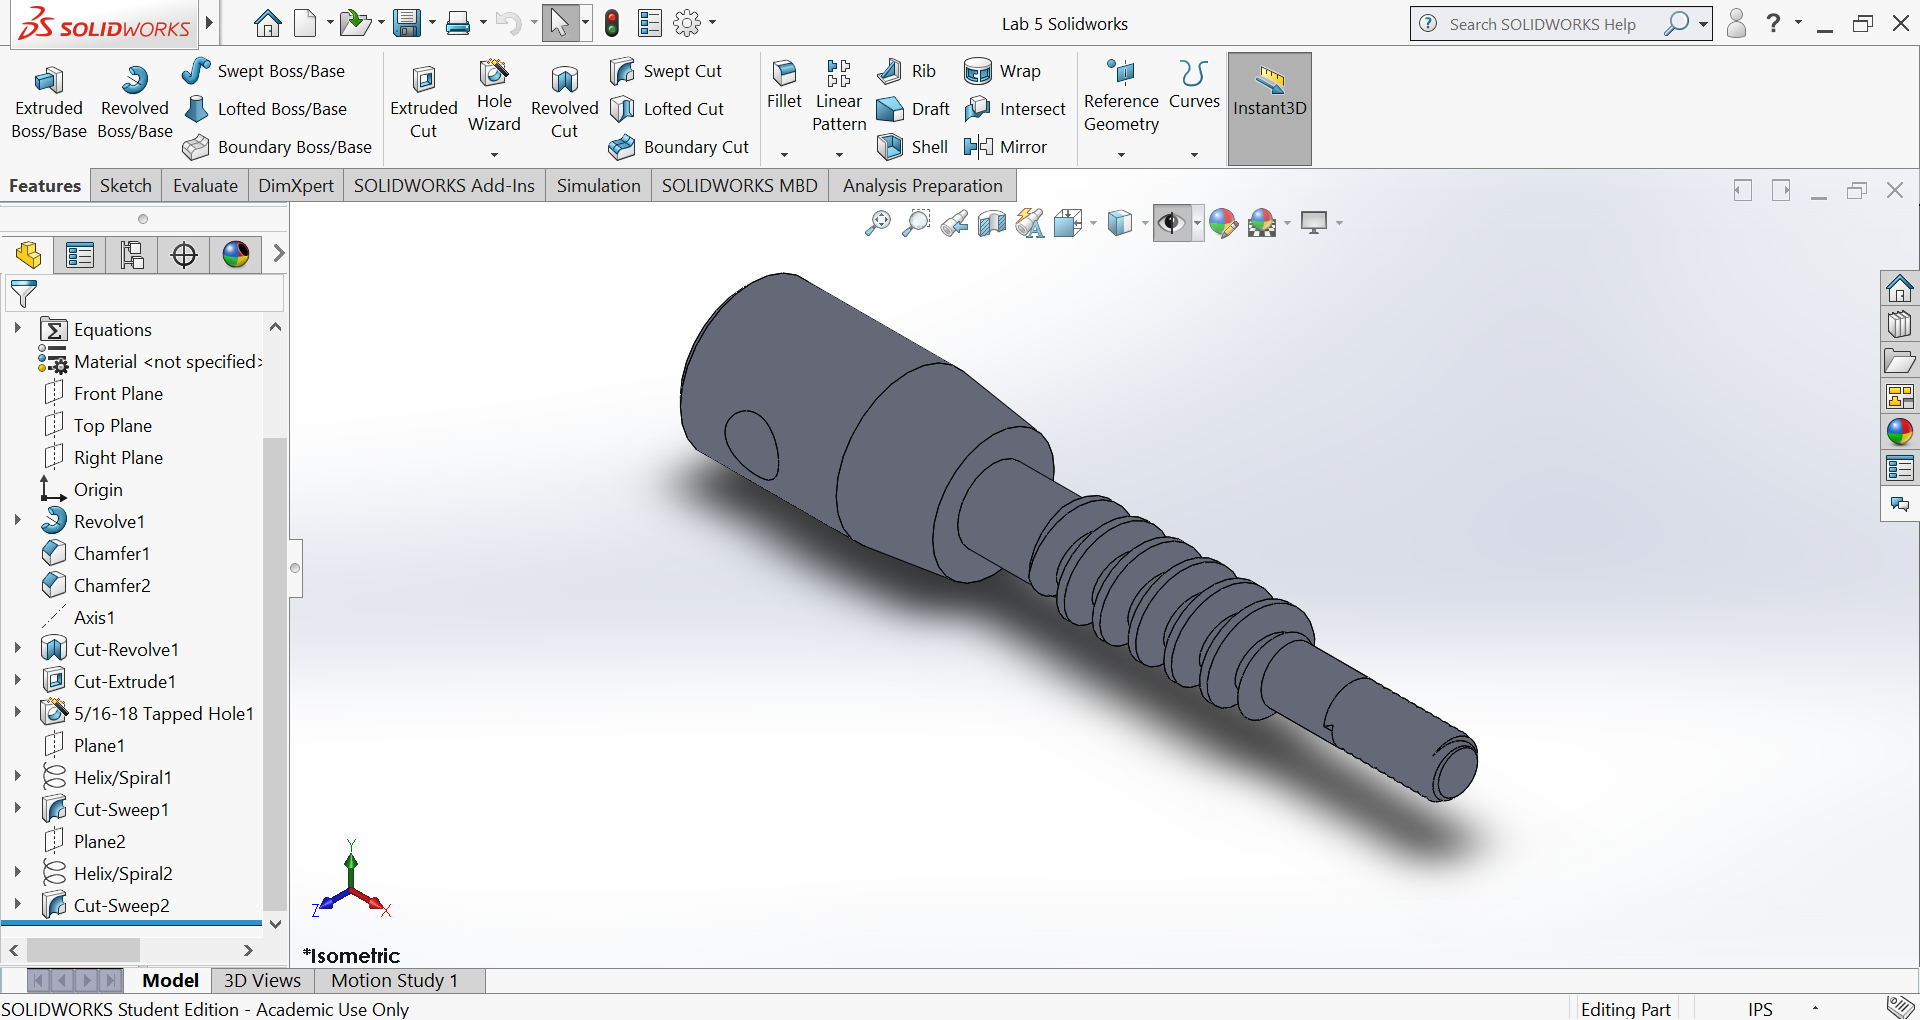 SOLIDWORKS
Lab 5 Solidworks
Search SOLIDWORKS Help
?
Extruded Boss/Base
Revolved Boss/Base
Swept Boss/Base
Lofted Boss/Base
Boundary Boss/Base
Extruded Cut
Hole Wizard
Revolved Cut
Swept Cut
Lofted Cut
Boundary Cut
Fillet
Linear Pattern
Rib
Draft
Shell
Wrap
Intersect
Mirror
Reference Geometry
Curves
Instant3D
Features
Sketch
Evaluate
DimXpert
SOLIDWORKS Add-Ins
Simulation
SOLIDWORKS MBD
Analysis Preparation
Equations
Material <not specified>
Front Plane
Top Plane
Right Plane
Origin
Revolve1
Chamfer1
Chamfer2
Axis1
Cut-Revolve1
Cut-Extrude1
5/16-18 Tapped Hole1
Plane1
Helix/Spiral1
Cut-Sweep1
Plane2
Helix/Spiral2
Cut-Sweep2
Y
Z
X
*Isometric
Model
3D Views
Motion Study 1
SOLIDWORKS Student Edition - Academic Use Only
Editing Part
IPS